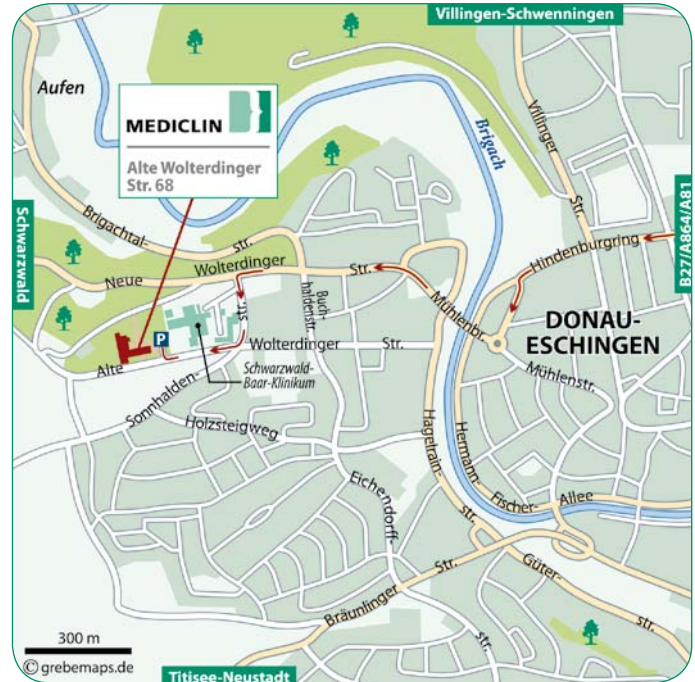 Villingen-Schwenningen
Aufen
MEDICLIN
Alte Wolterdinger
Str. 68
Brigach
Villinger
Str.
Schwarzwald
Brigachtal-
str.
Hindenburgring
B27/A864/A81
Neue
Wolterdinger
Str.
Mühlenbr.
Buch-
haldenstr.
str.
P
DONAU-
ESCHINGEN
Wolterdinger
Str.
Alte
Schwarzwald-
Baar-Klinikum
Mühlenstr.
Sonnhalden-
Holzsteigweg
Hagelrain-
str.
Hermann-
Fischer-
Allee
Eichendorff-
str.
Güter-
str.
Bräunlinger
Str.
300 m
© grebemaps.de
Titisee-Neustadt